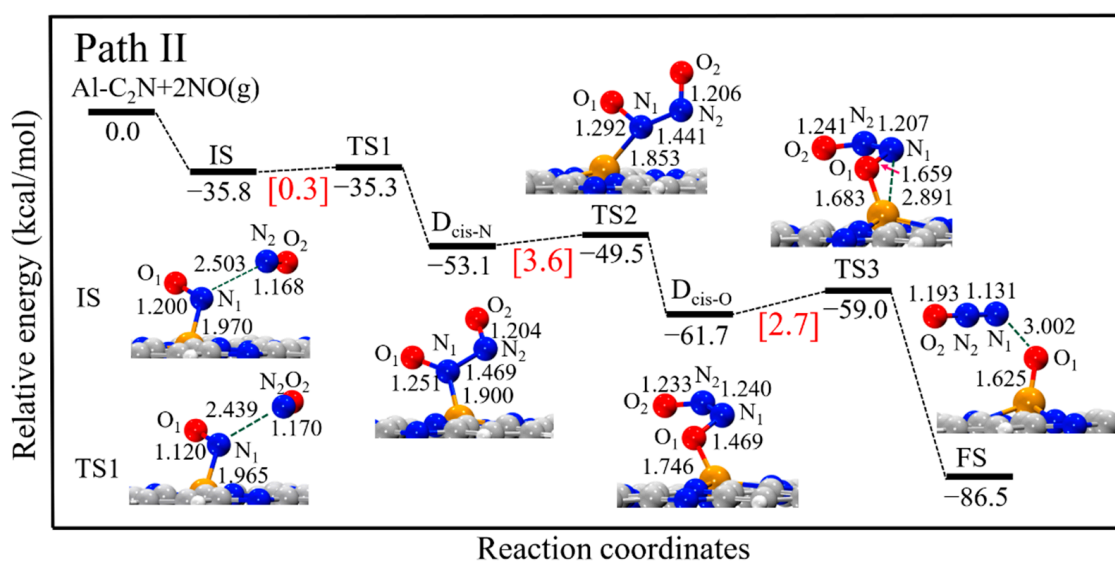 Path II
Al-C₂N+2NO(g)
0.0
IS
−35.8
[0.3]
TS1
−35.3
D_cis-N
−53.1
[3.6]
TS2
−49.5
D_cis-O
−61.7
[2.7]
TS3
−59.0
FS
−86.5
IS
N₂ O₂
2.503
O₁
1.168
1.200
N₁
1.970
TS1
N₂O₂
2.439
O₁
1.170
1.120
N₁
1.965
O₂
1.204
N₁
O₁
N₂
1.251
1.469
1.900
O₂
O₁ N₁
1.206
N₂
1.292
1.441
1.853
1.233 N₂ 1.240
O₂
N₁
O₁
1.469
1.746
N₂
1.241 1.207
O₂
N₁
O₁
1.659
1.683
2.891
1.193 1.131
3.002
O₂ N₂ N₁
O₁
1.625
Relative energy (kcal/mol)
Reaction coordinates